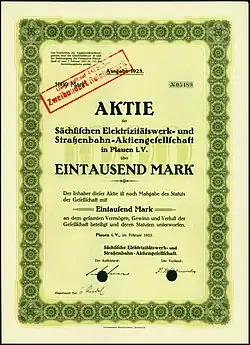 Ausgabe 1923.
No 05489
AKTIE
der
Sächsischen Elektrizitätswerk- und
Straßenbahn-Aktiengesellschaft
in Plauen i.V.
über
EINTAUSEND MARK
Der Inhaber dieser Aktie ist nach Maßgabe des Statuts
der Gesellschaft mit
Eintausend Mark
an dem gesamten Vermögen, Gewinn und Verlust der
Gesellschaft beteiligt und deren Statuten unterworfen.
Plauen i. V., im Februar 1923.
Sächsische Elektrizitätswerk- und
Straßenbahn-Aktiengesellschaft.
Der Aufsichtsrat: Der Vorstand: